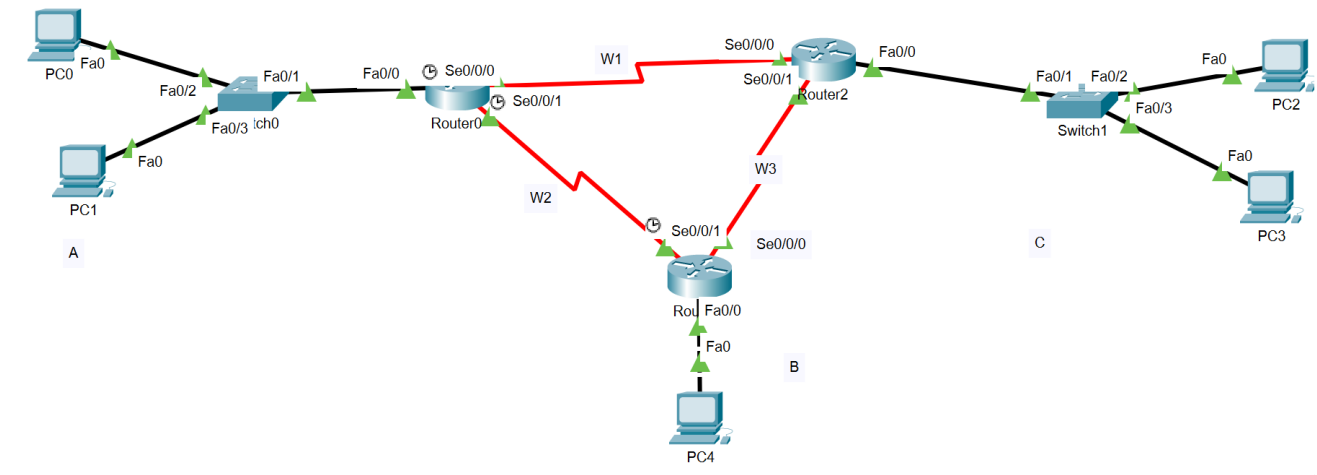 PC0
Fa0
Fa0/2
Fa0/1
Fa0/3
tch0
Fa0
PC1
A
Fa0/0
Se0/0/0
Se0/0/1
Router0
W1
W2
Se0/0/0
Se0/0/1
Fa0/0
Router2
W3
Se0/0/1
Se0/0/0
Rou
Fa0/0
Fa0
PC4
B
Fa0/1
Fa0/2
Fa0/3
Switch1
Fa0
PC2
Fa0
PC3
C